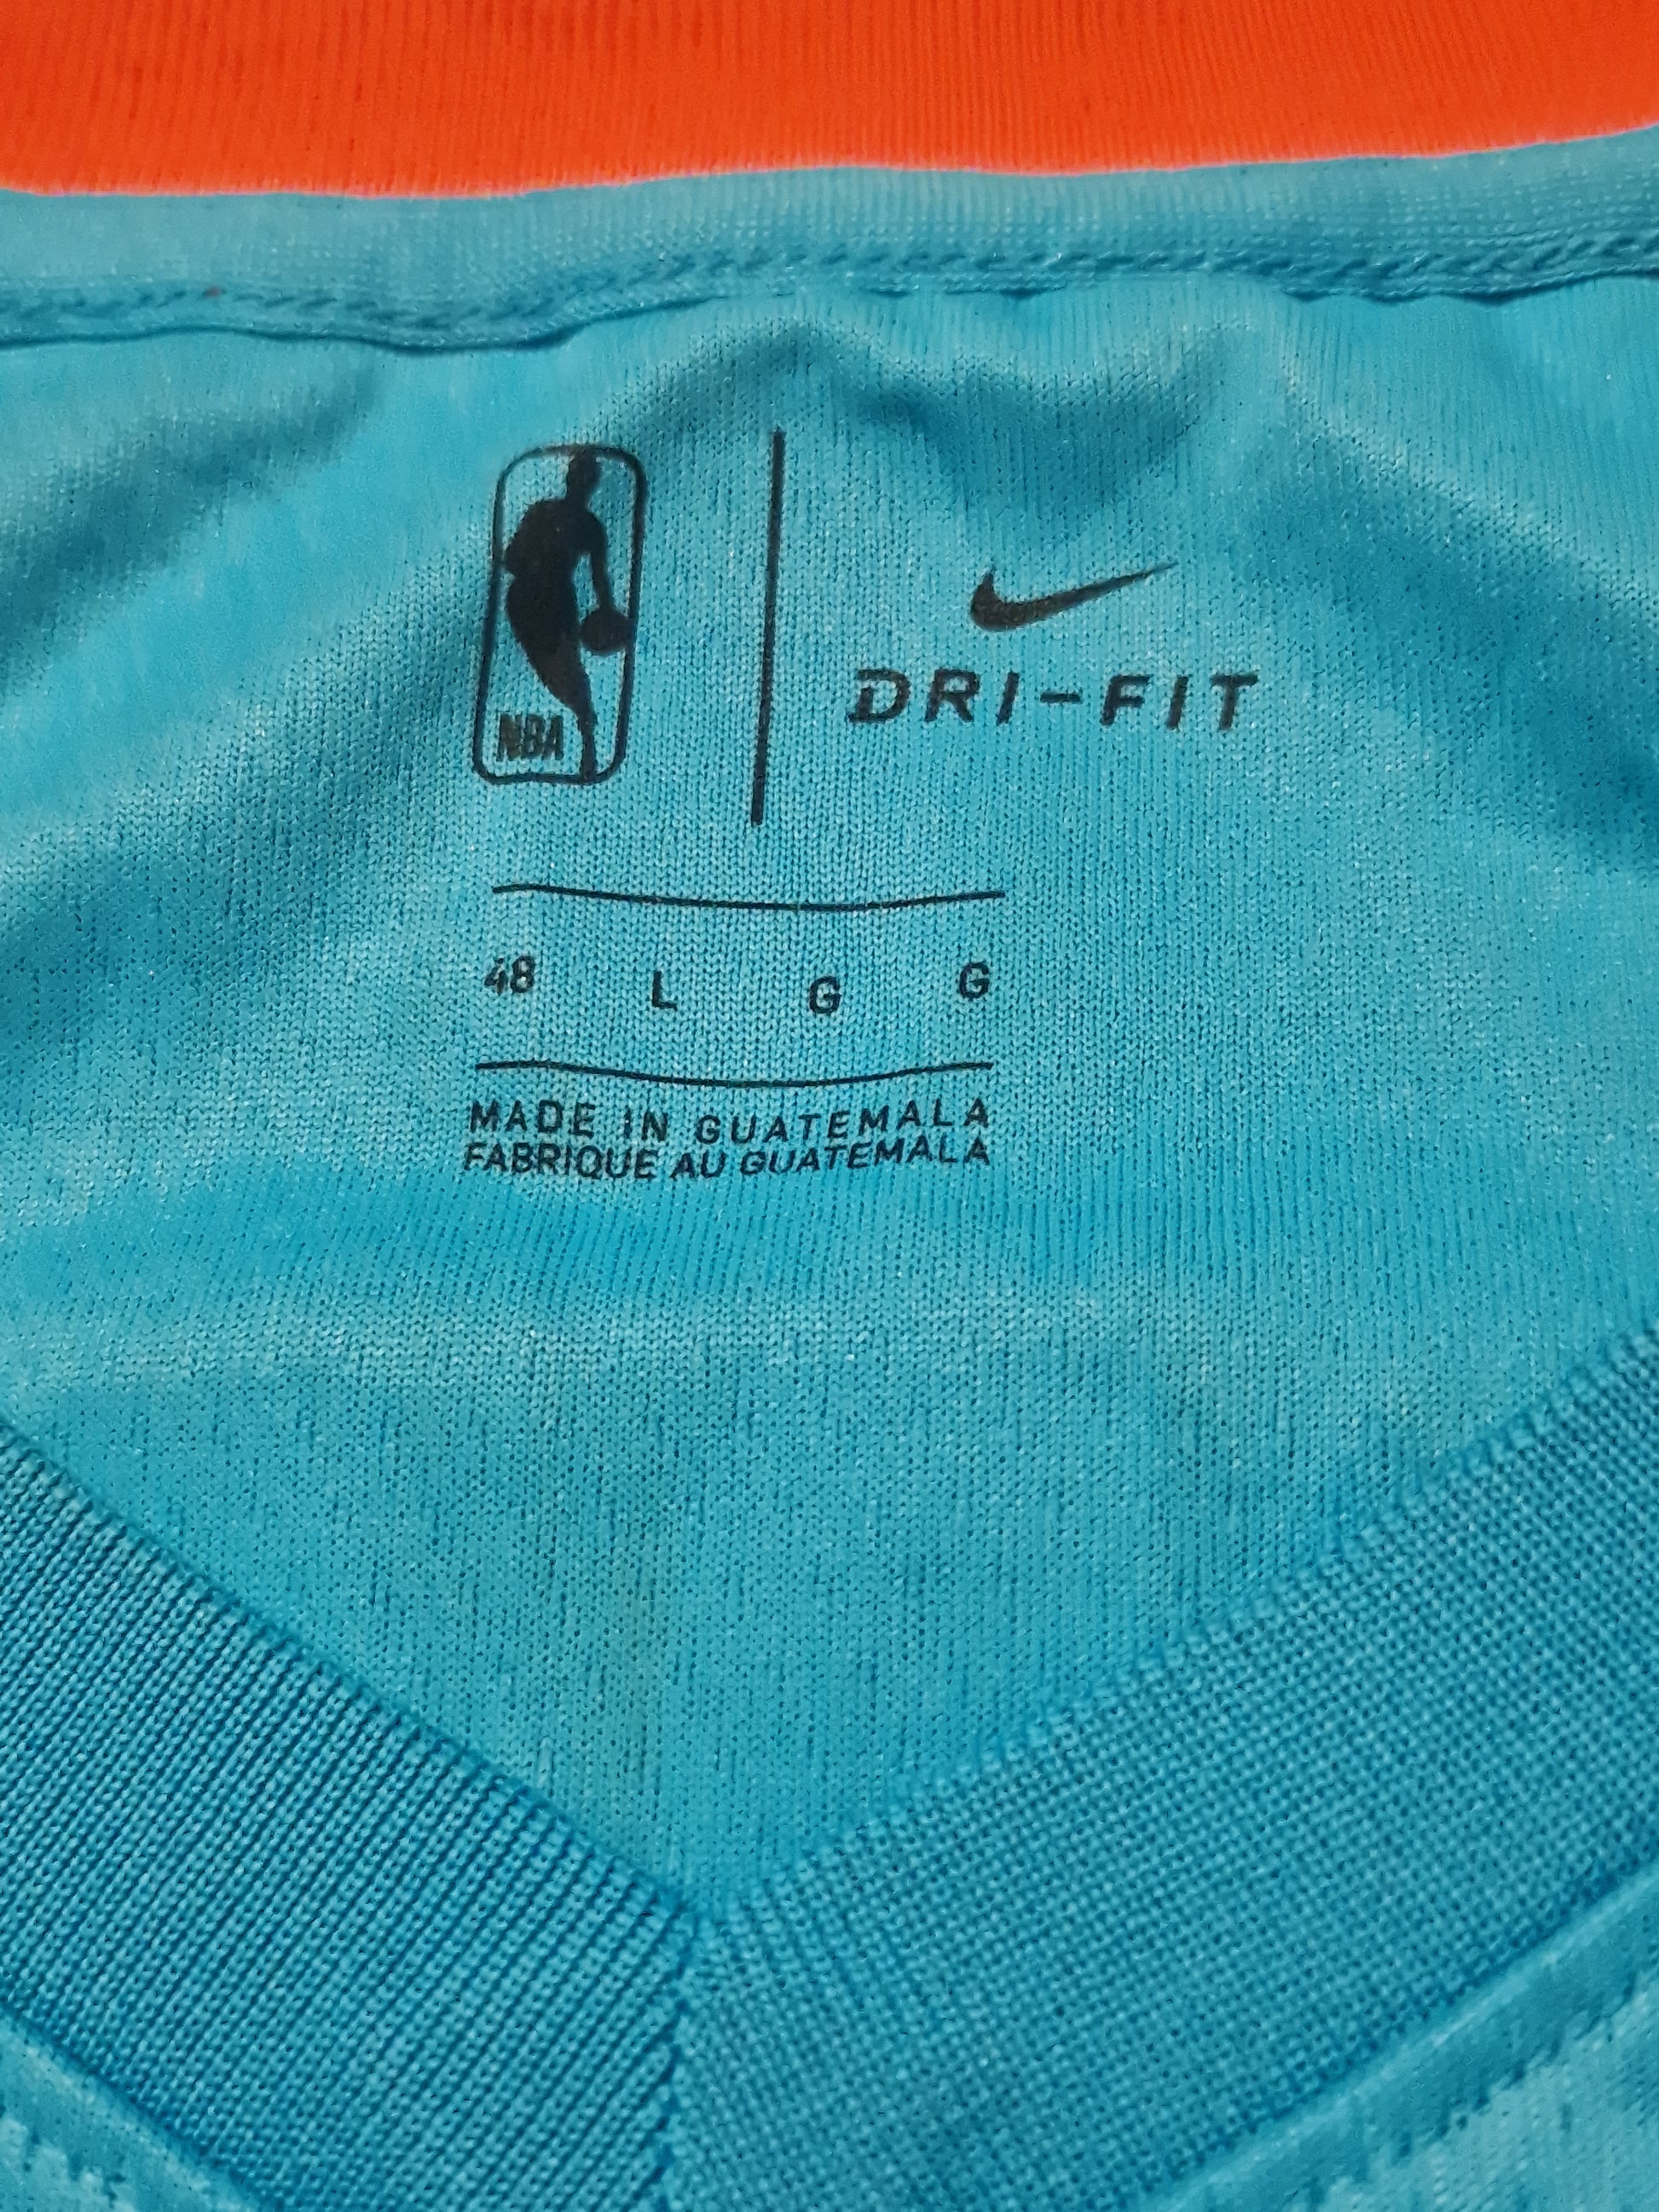 NBA
DRI-FIT
48 L G G
MADE IN GUATEMALA
FABRIQUE AU GUATEMALA